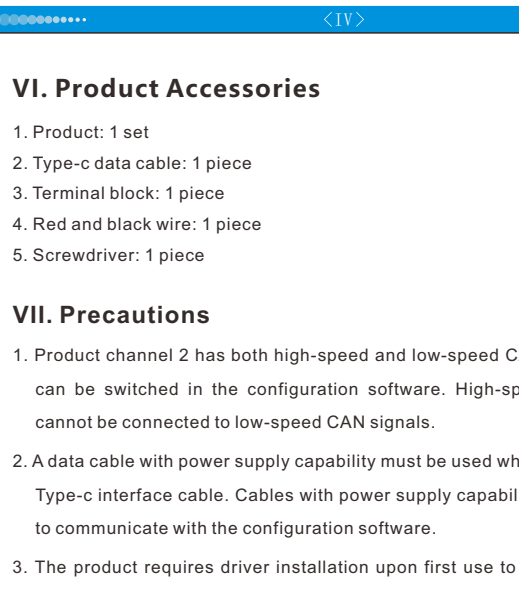 <IV>
VI. Product Accessories
1. Product: 1 set
2. Type-c data cable: 1 piece
3. Terminal block: 1 piece
4. Red and black wire: 1 piece
5. Screwdriver: 1 piece
VII. Precautions
1. Product channel 2 has both high-speed and low-speed
can be switched in the configuration software.
cannot be connected to low-speed CAN signals.
2. A data cable with power supply capability must be used
Type-c interface cable. Cables with power supply
to communicate with the configuration software.
3. The product requires driver installation upon first use to